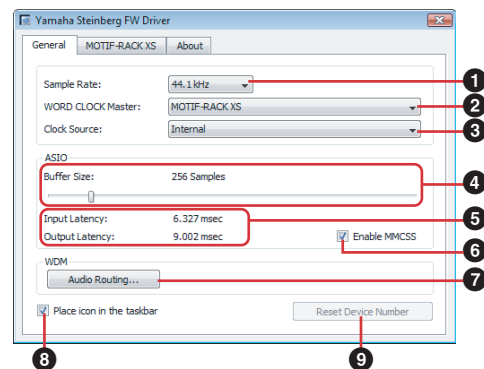 Yamaha Steinberg FW Driver
General MOTIF-RACK XS About
Sample Rate: 44.1 kHz 1
WORD CLOCK Master: MOTIF-RACK XS 2
Clock Source: Internal 3
ASIO
Buffer Size: 256 Samples 4
Input Latency: 6.327 msec 5
Output Latency: 9.002 msec Enable MMCSS
6
WDM
Audio Routing... 7
Place icon in the taskbar Reset Device Number
8 9